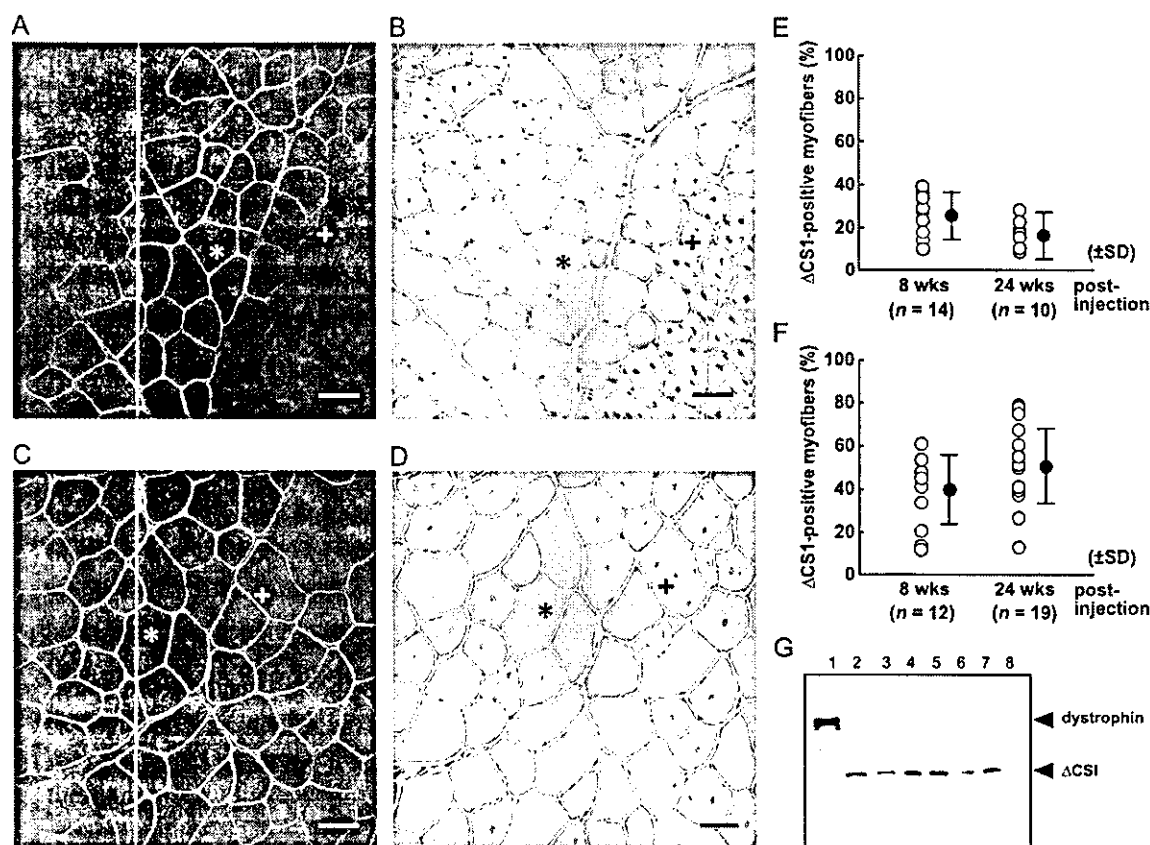 A
B
*
+
*
+
C
D
*
+
*
+
E
ΔCS1-positive myofibers (%)
100
80
60
40
20
0
(±SD)
8 wks
24 wks
post-
injection
(n = 14)
(n = 10)
F
ΔCS1-positive myofibers (%)
100
80
60
40
20
0
(±SD)
8 wks
24 wks
post-
injection
(n = 12)
(n = 19)
G
1 2 3 4 5 6 7 8
dystrophin
ΔCSI